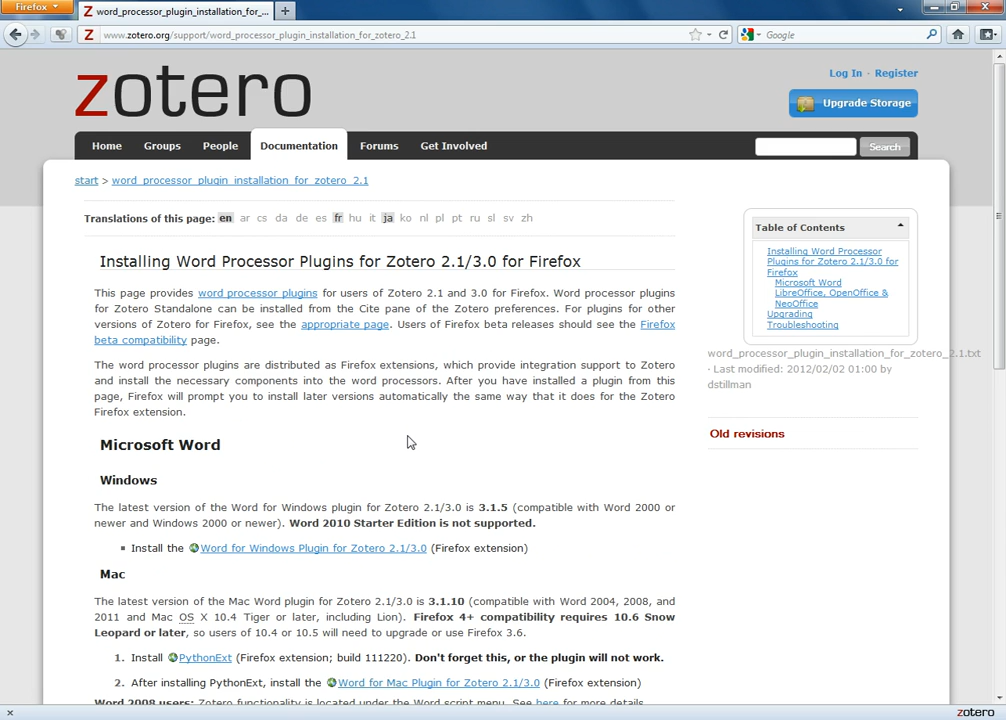 Firefox
word_processor_plugin_installation_for_...
www.zotero.org/support/word_processor_plugin_installation_for_zotero_2.1
Google
zotero
Log In · Register
Upgrade Storage
Home Groups People Documentation Forums Get Involved
Search
start > word_processor_plugin_installation_for_zotero_2.1
Translations of this page: en ar cs da de es fr hu it ja ko nl pl pt ru sl sv zh
Installing Word Processor Plugins for Zotero 2.1/3.0 for Firefox
This page provides word processor plugins for users of Zotero 2.1 and 3.0 for Firefox. Word processor plugins
for Zotero Standalone can be installed from the Cite pane of the Zotero preferences. For plugins for other
versions of Zotero for Firefox, see the appropriate page. Users of Firefox beta releases should see the Firefox
beta compatibility page.
The word processor plugins are distributed as Firefox extensions, which provide integration support to Zotero
and install the necessary components into the word processors. After you have installed a plugin from this
page, Firefox will prompt you to install later versions automatically the same way that it does for the Zotero
Firefox extension.
Microsoft Word
Windows
The latest version of the Word for Windows plugin for Zotero 2.1/3.0 is 3.1.5 (compatible with Word 2000 or
newer and Windows 2000 or newer). Word 2010 Starter Edition is not supported.
Install the Word for Windows Plugin for Zotero 2.1/3.0 (Firefox extension)
Mac
The latest version of the Mac Word plugin for Zotero 2.1/3.0 is 3.1.10 (compatible with Word 2004, 2008, and
2011 and Mac OS X 10.4 Tiger or later, including Lion). Firefox 4+ compatibility requires 10.6 Snow
Leopard or later, so users of 10.4 or 10.5 will need to upgrade or use Firefox 3.6.
1. Install PythonExt (Firefox extension; build 111220). Don't forget this, or the plugin will not work.
2. After installing PythonExt, install the Word for Mac Plugin for Zotero 2.1/3.0 (Firefox extension)
Word 2008 users: Zotero functionality is located under the Word script menu. See here for more details.
Table of Contents
Installing Word Processor
Plugins for Zotero 2.1/3.0 for
Firefox
Microsoft Word
LibreOffice, OpenOffice &
NeoOffice
Upgrading
Troubleshooting
word_processor_plugin_installation_for_zotero_2.1.txt
· Last modified: 2012/02/02 01:00 by
dstillman
Old revisions
zotero